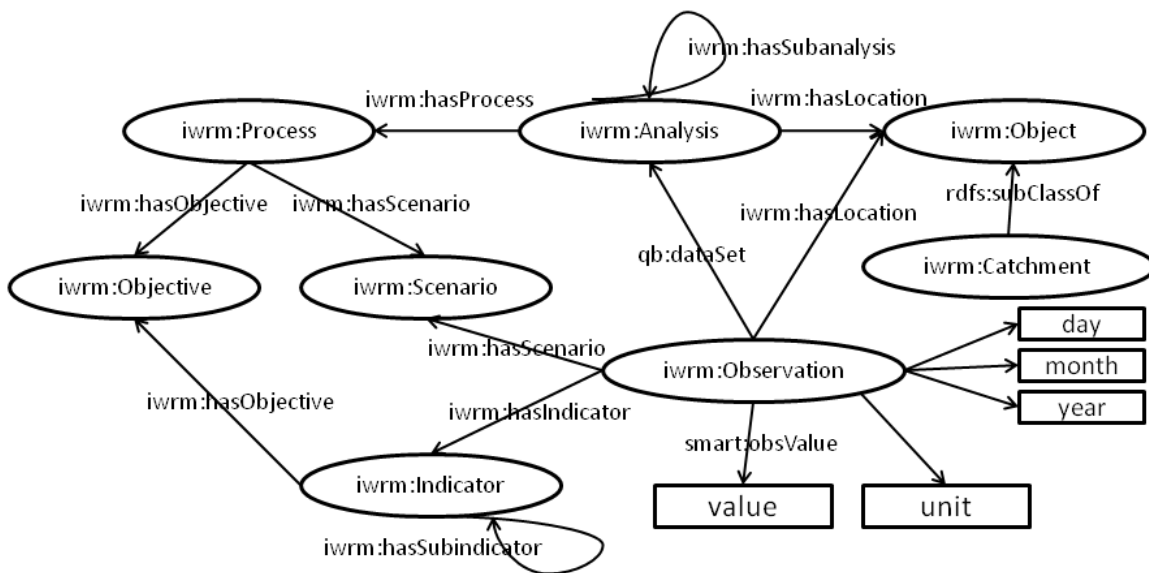 iwrm:hasSubanalysis
iwrm:hasProcess
iwrm:hasLocation
iwrm:Process
iwrm:Analysis
iwrm:Object
iwrm:hasObjective
iwrm:hasScenario
iwrm:hasLocation
rdfs:subClassOf
qb:dataSet
iwrm:Catchment
iwrm:Objective
iwrm:Scenario
day
iwrm:hasScenario
iwrm:Observation
month
iwrm:hasObjective
iwrm:hasIndicator
year
smart:obsValue
iwrm:Indicator
value
unit
iwrm:hasSubindicator